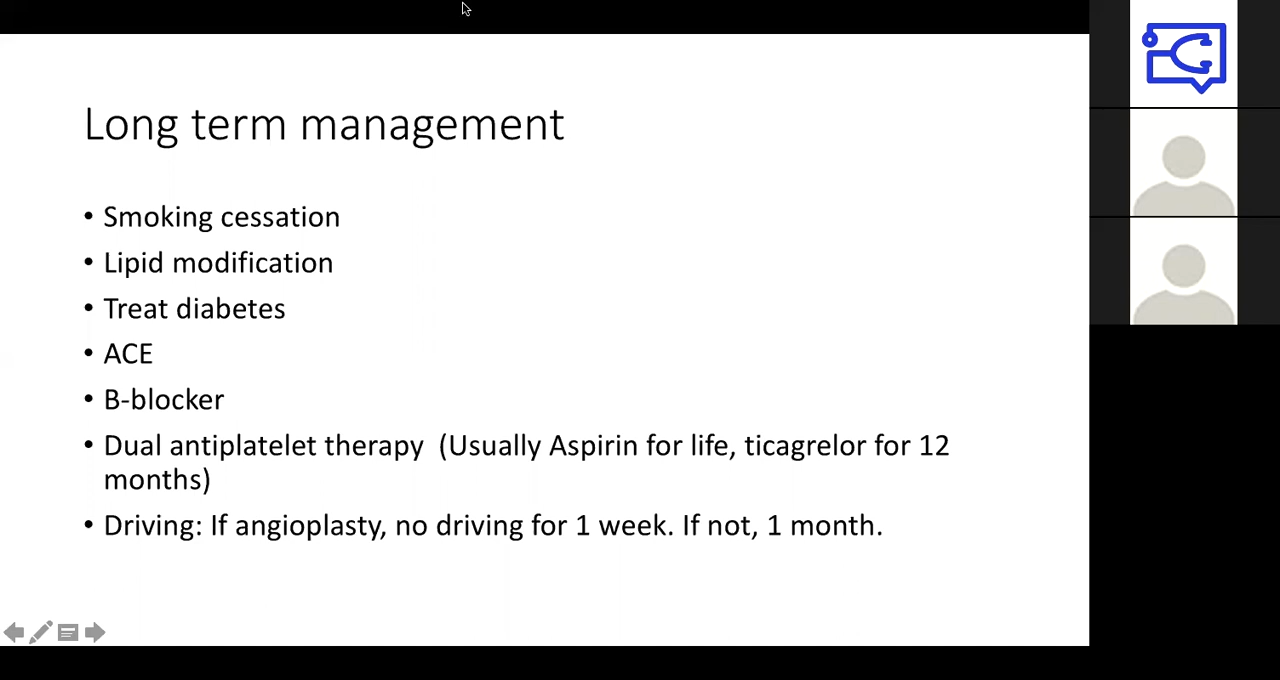 Long term management
• Smoking cessation
• Lipid modification
• Treat diabetes
• ACE
• B-blocker
• Dual antiplatelet therapy  (Usually Aspirin for life, ticagrelor for 12
months)
• Driving: If angioplasty, no driving for 1 week. If not, 1 month.